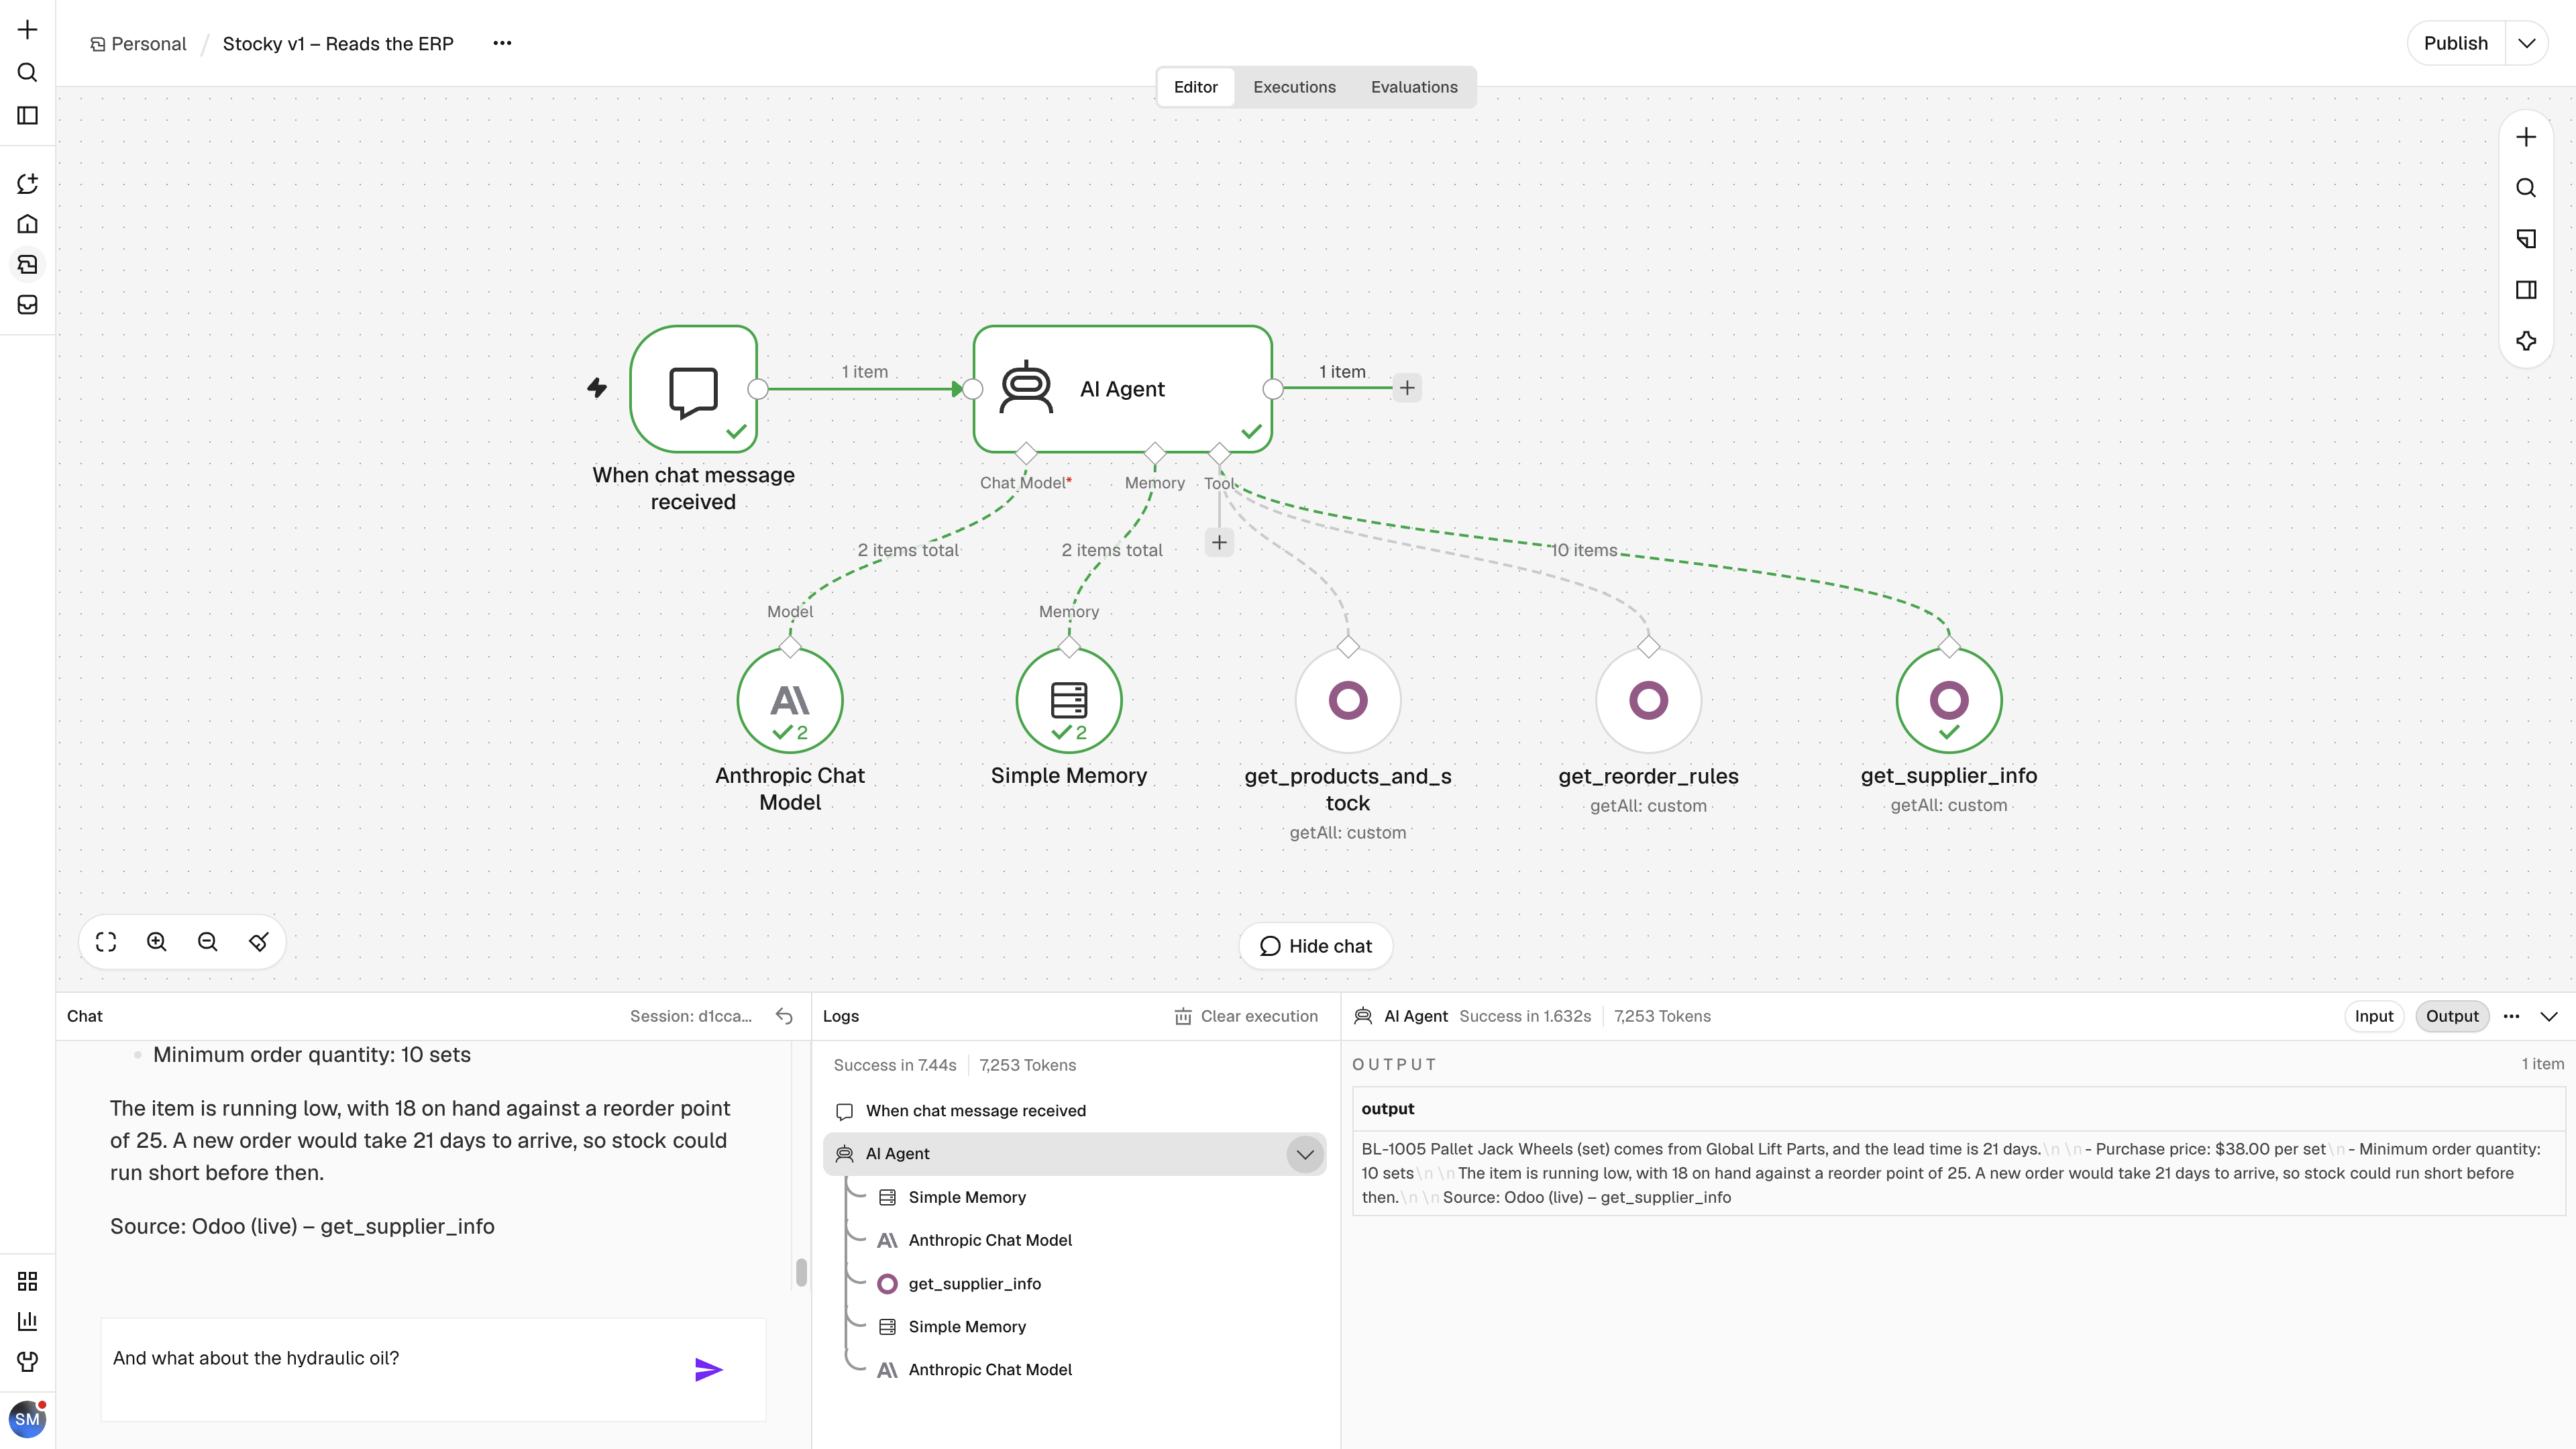 Personal / Stocky v1 – Reads the ERP
Publish
Editor
Executions
Evaluations
1 item
AI Agent
1 item
When chat message
received
Chat Model*
Memory
Tool
2 items total
2 items total
10 items
Model
Memory
2
2
Anthropic Chat
Model
Simple Memory
get_products_and_s
tock
getAll: custom
get_reorder_rules
getAll: custom
get_supplier_info
getAll: custom
Hide chat
Chat
Session: d1cca...
Minimum order quantity: 10 sets
The item is running low, with 18 on hand against a reorder point
of 25. A new order would take 21 days to arrive, so stock could
run short before then.
Source: Odoo (live) – get_supplier_info
And what about the hydraulic oil?
SM
Logs
Clear execution
Success in 7.44s
7,253 Tokens
When chat message received
AI Agent
Simple Memory
Anthropic Chat Model
get_supplier_info
Simple Memory
Anthropic Chat Model
AI Agent
Success in 1.632s
7,253 Tokens
Input
Output
OUTPUT
1 item
output
BL-1005 Pallet Jack Wheels (set) comes from Global Lift Parts, and the lead time is 21 days.\n \n - Purchase price: $38.00 per set\n - Minimum order quantity:
10 sets\n \n The item is running low, with 18 on hand against a reorder point of 25. A new order would take 21 days to arrive, so stock could run short before
then.\n \n Source: Odoo (live) – get_supplier_info